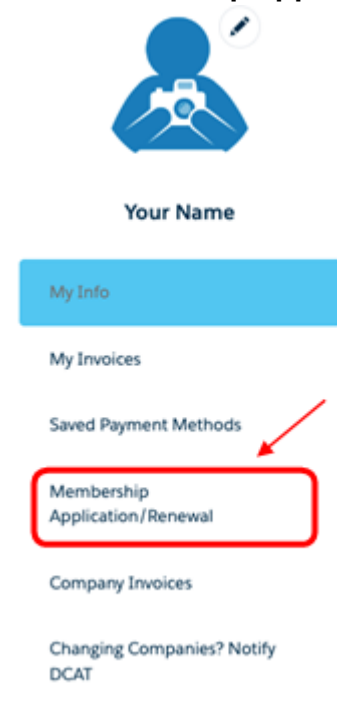 Your Name
My Info
My Invoices
Saved Payment Methods
Membership
Application/Renewal
Company Invoices
Changing Companies? Notify
DCAT